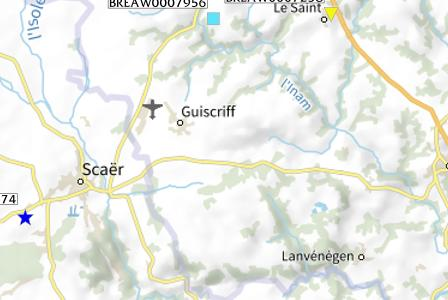 BREAW0007956
Le Saint
l'Isole
l'Inam
Guiscriff
Scaër
74
Lanvénégen